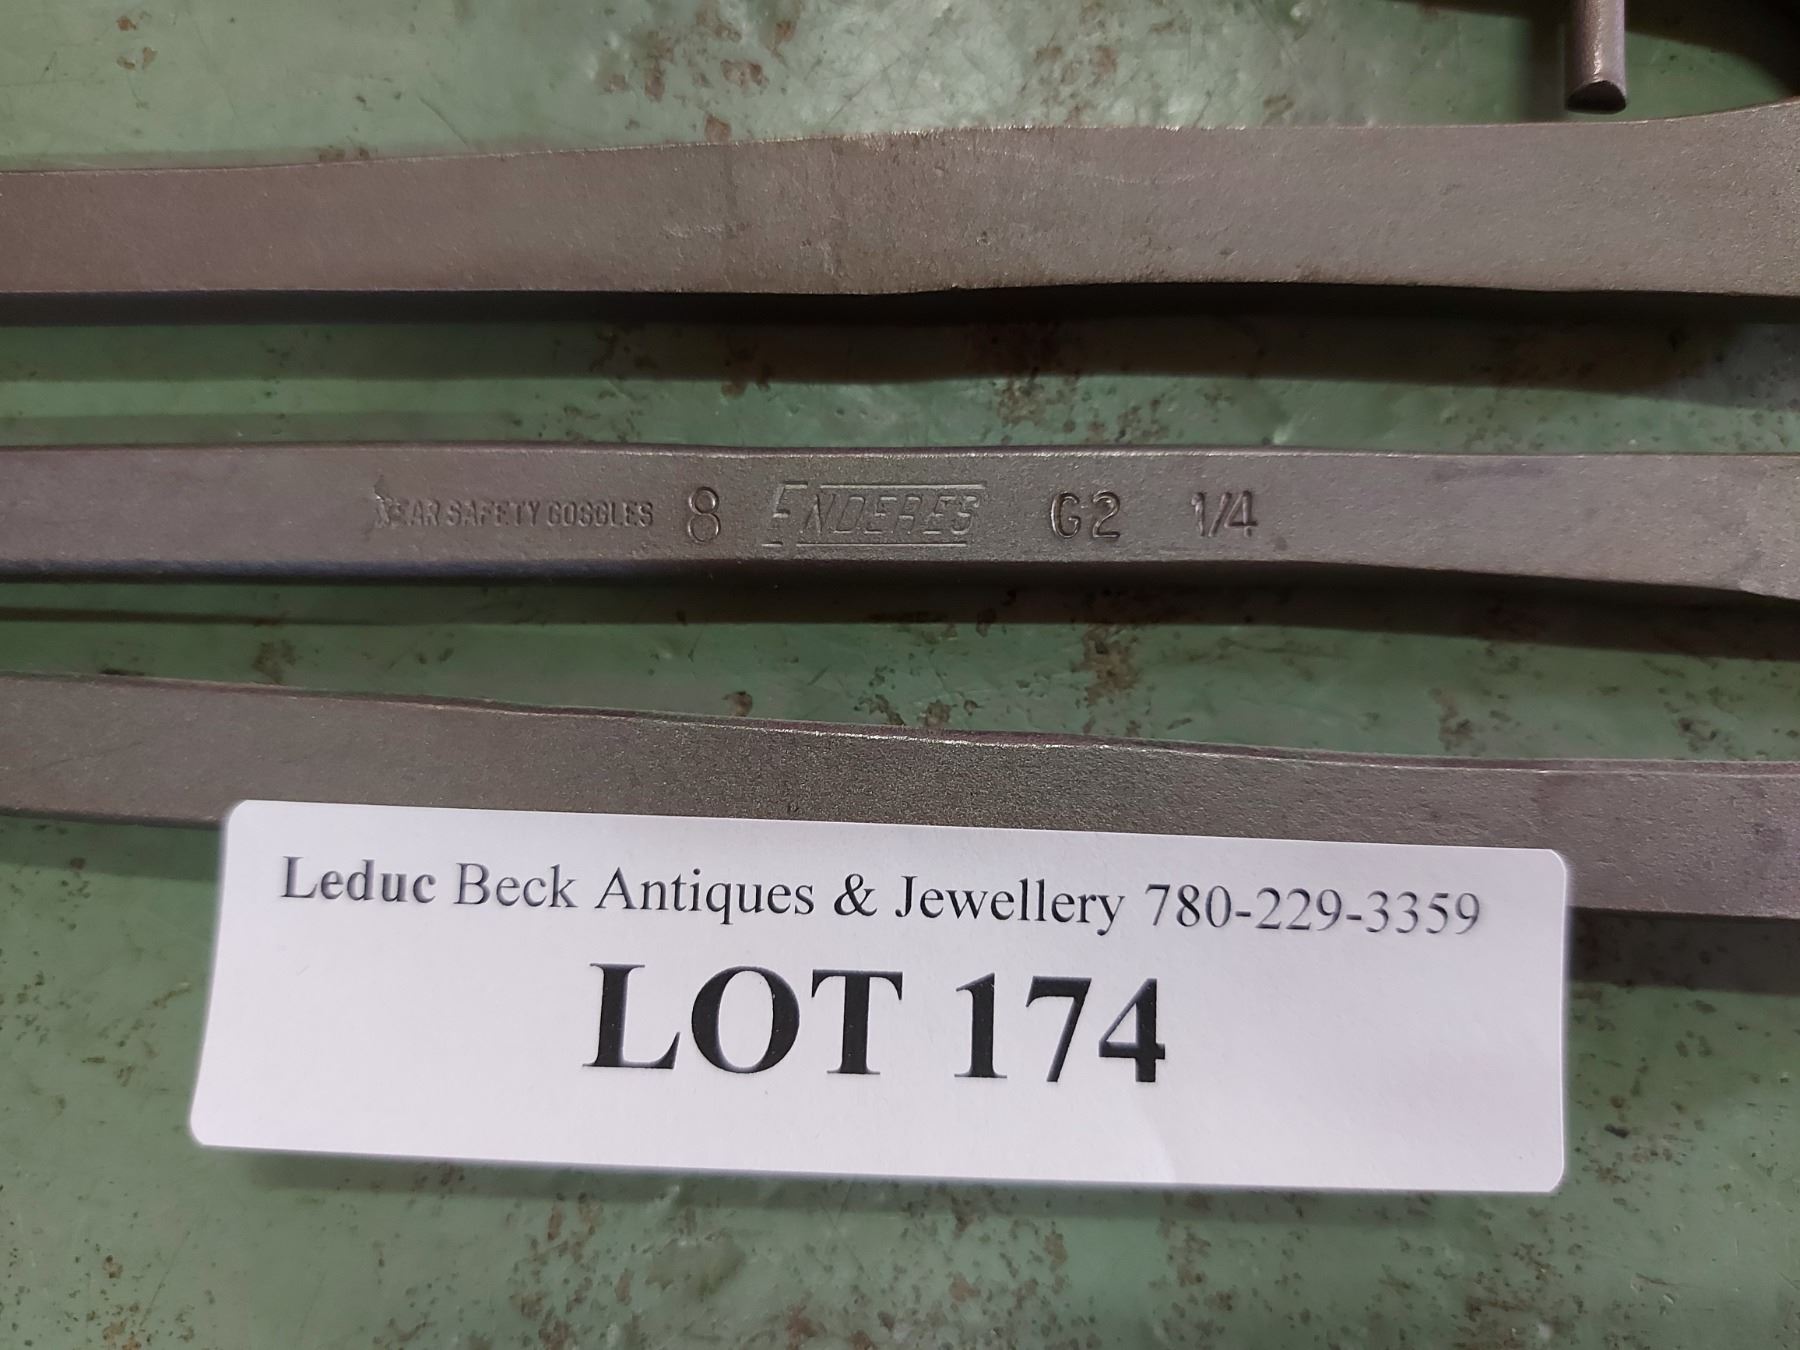 WEAR SAFETY GOGGLES 8 ENDERES G2 1/4
Leduc Beck Antiques & Jewellery 780-229-3359
LOT 174